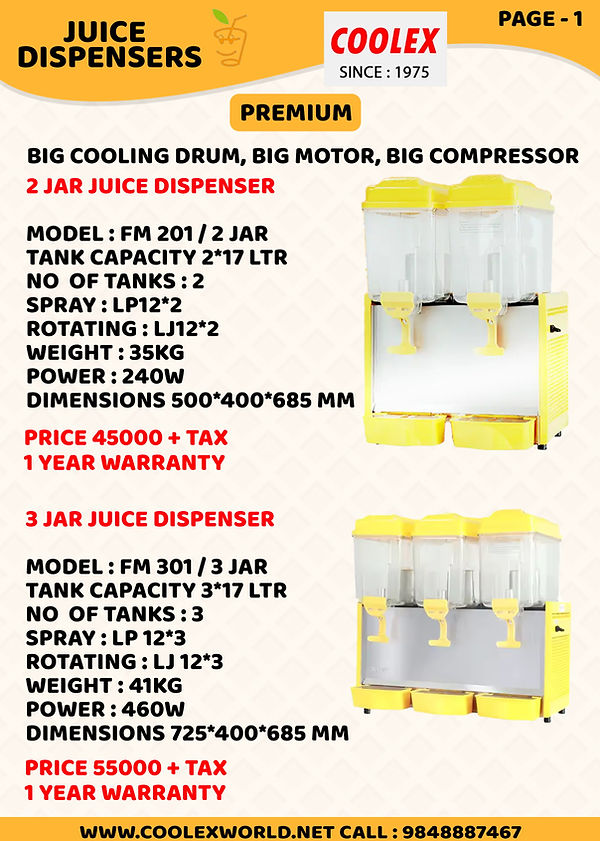 JUICE
DISPENSERS
COOLEX
SINCE : 1975
PAGE - 1
PREMIUM
BIG COOLING DRUM, BIG MOTOR, BIG COMPRESSOR
2 JAR JUICE DISPENSER
MODEL : FM 201 / 2 JAR
TANK CAPACITY 2*17 LTR
NO  OF TANKS : 2
SPRAY : LP12*2
ROTATING : LJ12*2
WEIGHT : 35KG
POWER : 240W
DIMENSIONS 500*400*685 MM
PRICE 45000 + TAX
1 YEAR WARRANTY
3 JAR JUICE DISPENSER
MODEL : FM 301 / 3 JAR
TANK CAPACITY 3*17 LTR
NO  OF TANKS : 3
SPRAY : LP 12*3
ROTATING : LJ 12*3
WEIGHT : 41KG
POWER : 460W
DIMENSIONS 725*400*685 MM
PRICE 55000 + TAX
1 YEAR WARRANTY
WWW.COOLEXWORLD.NET CALL : 9848887467